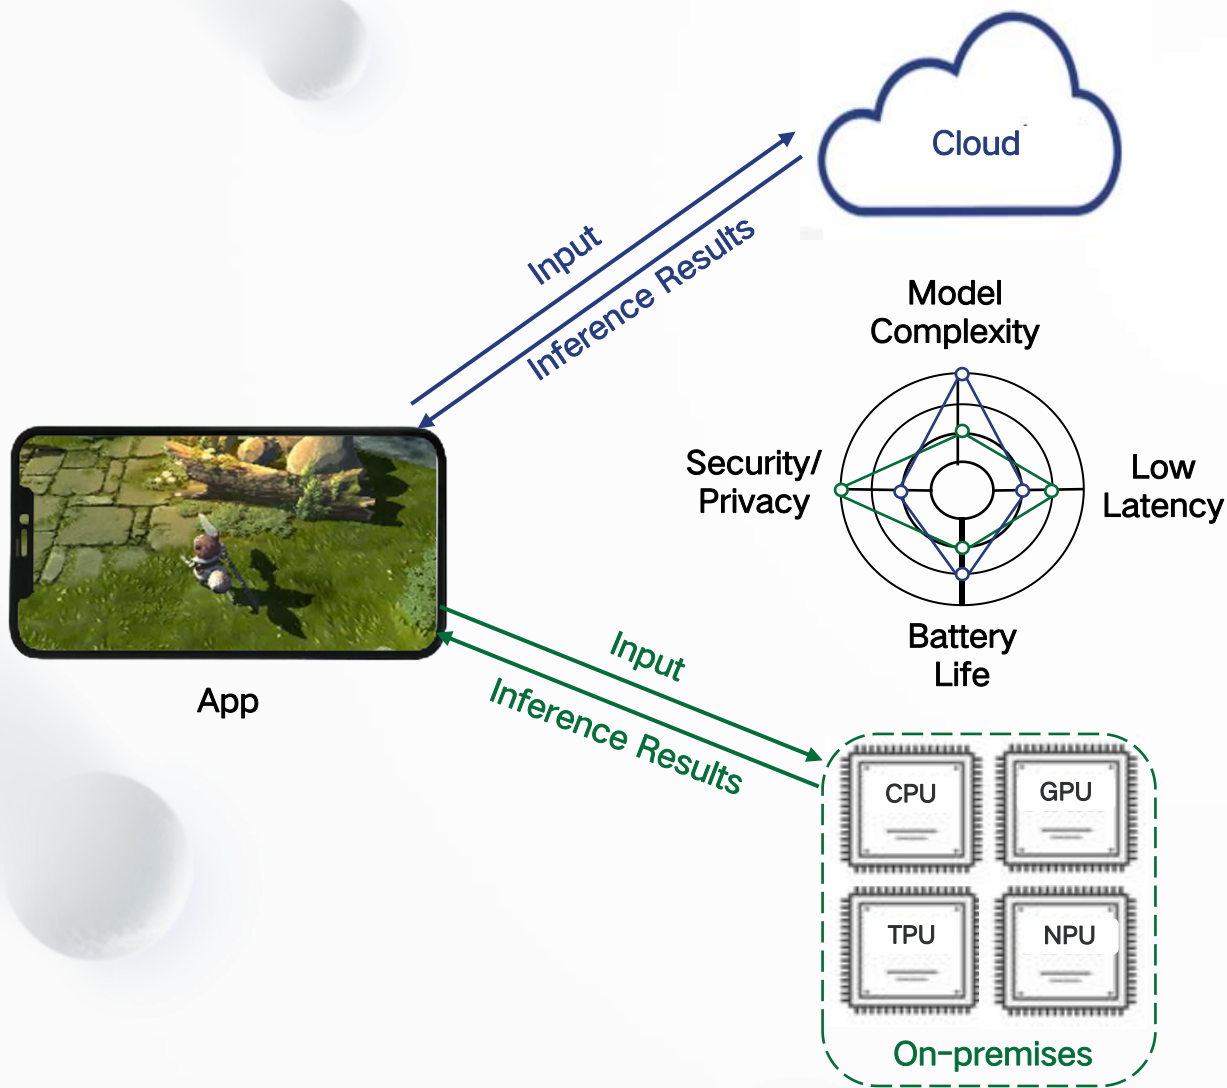 Cloud
Input
Inference Results
Model
Complexity
Security/
Privacy
Low
Latency
Battery
Life
App
Input
Inference Results
CPU
GPU
TPU
NPU
On-premises